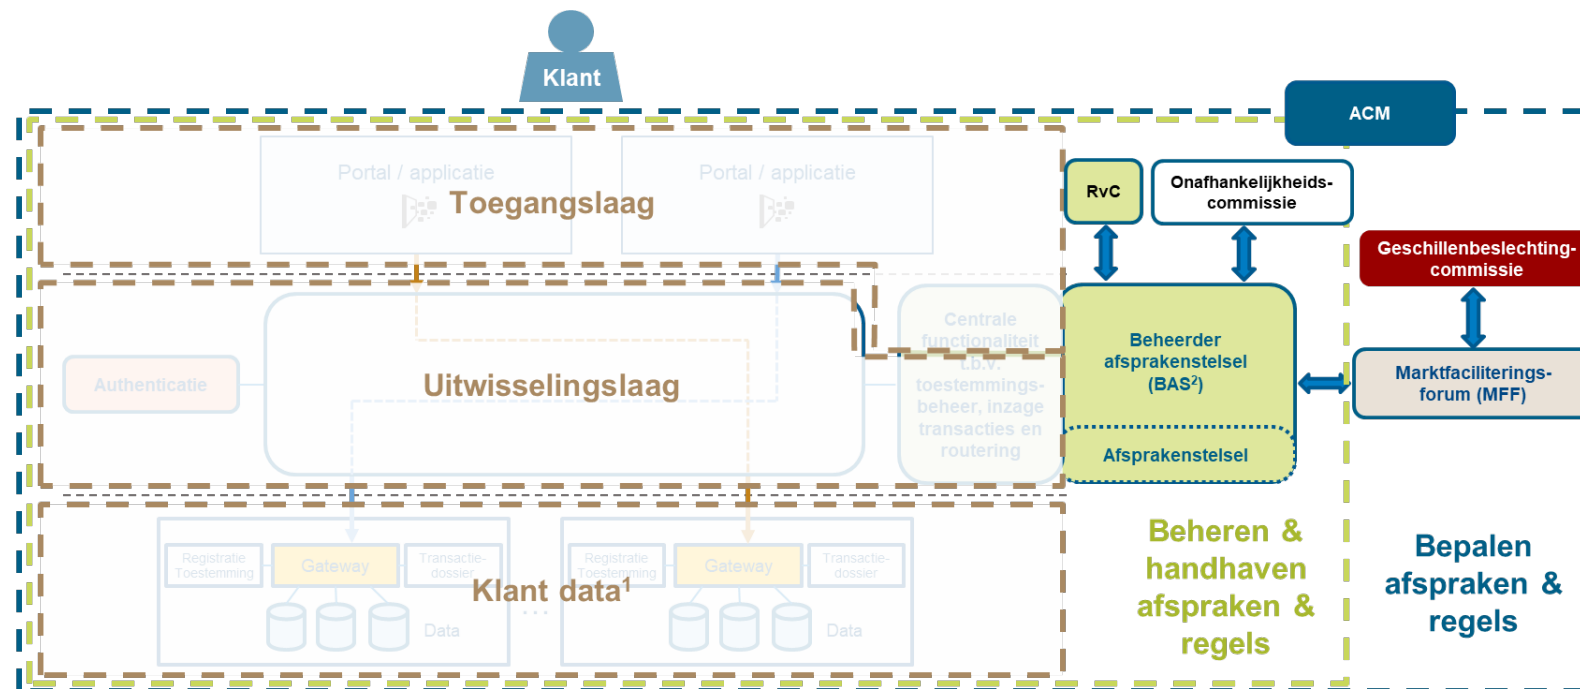 Klant
ACM
Portal / applicatie
Portal / applicatie
Toegangslaag
RvC
Onafhankelijkheids-
commissie
Geschillenbeslechting-
commissie
Authenticatie
Uitwisselingslaag
Centrale
functionaliteit
t.b.v.
toestemmings-
beheer, inzage
transacties en
routering
Beheerder
afsprakenstelsel
(BAS²)
Afsprakenstelsel
Marktfaciliterings-
forum (MFF)
Registratie
Toestemming
Gateway
Transactie-
dossier
Data
Klant data¹
...
Registratie
Toestemming
Gateway
Transactie-
dossier
Data
Beheren &
handhaven
afspraken &
regels
Bepalen
afspraken &
regels